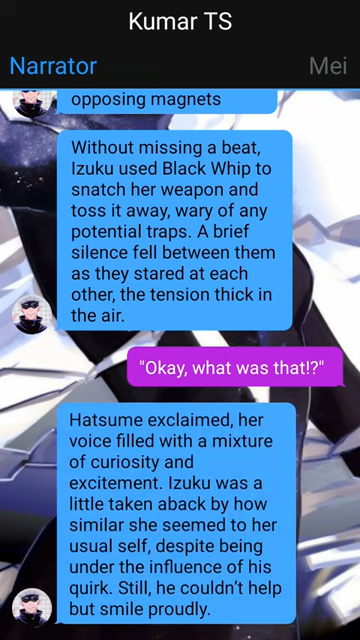 Kumar TS
Narrator
Mei
opposing magnets
Without missing a beat,
Izuku used Black Whip to
snatch her weapon and
toss it away, wary of any
potential traps. A brief
silence fell between them
as they stared at each
other, the tension thick in
the air.
"Okay, what was that!?"
Hatsume exclaimed, her
voice filled with a mixture
of curiosity and
excitement. Izuku was a
little taken aback by how
similar she seemed to her
usual self, despite being
under the influence of his
quirk. Still, he couldn't help
but smile proudly.